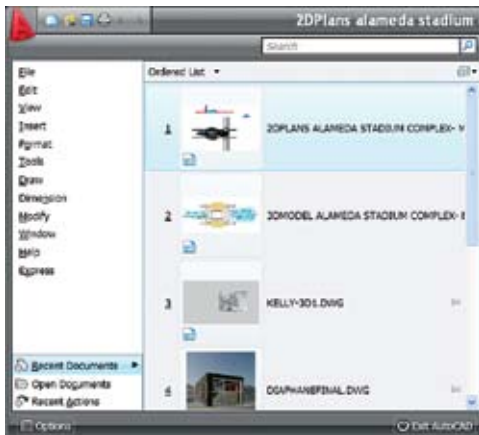 2DPlans alameda stadium
Search
File
Edit
View
Insert
Format
Tools
Draw
Dimension
Modify
Window
Help
Express
Recent Documents
Open Documents
Recent Actions
Ordered List
1 2DPLANS ALAMEDA STADIUM COMPLEX-
2 3DMODEL ALAMEDA STADIUM COMPLEX-
3 KELLY-3D1.DWG
4
Options
Exit AutoCAD